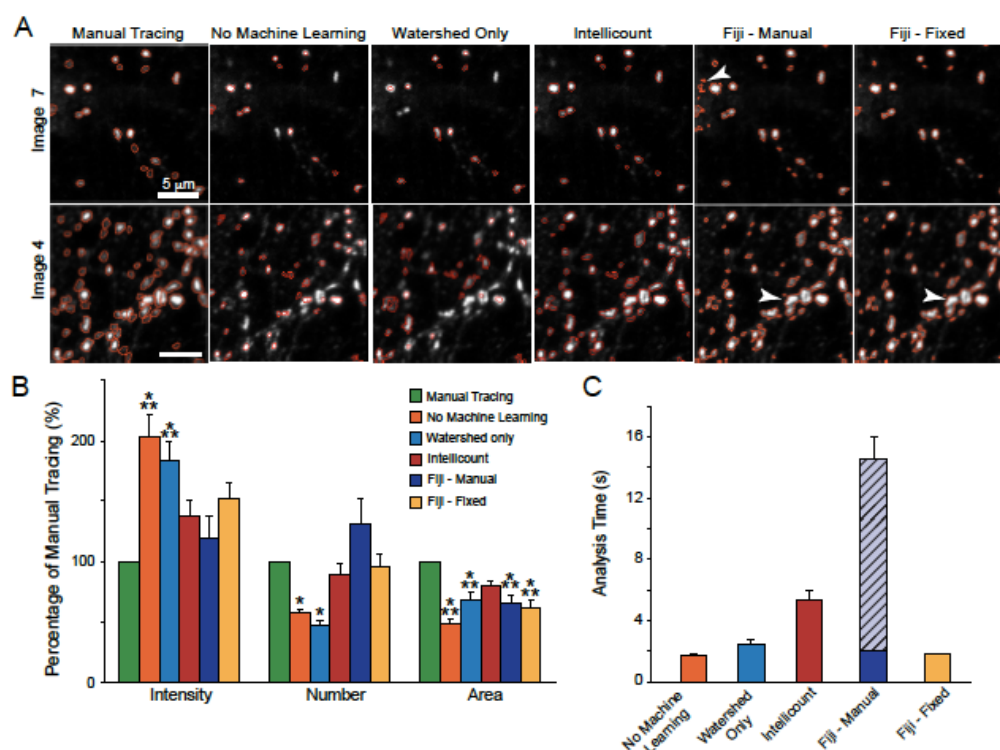 A
Manual Tracing No Machine Learning Watershed Only Intellicount Fiji - Manual Fiji - Fixed
Image 7
5 μm
Image 4
B
Percentage of Manual Tracing (%)
200
100
0
* ** * **
* *
* ** * ** * ** * **
Manual Tracing
No Machine Learning
Watershed only
Intellicount
Fiji - Manual
Fiji - Fixed
Intensity Number Area
C
Analysis Time (s)
16
12
8
4
0
No Machine Learning
Watershed Only
Intellicount
Fiji - Manual
Fiji - Fixed